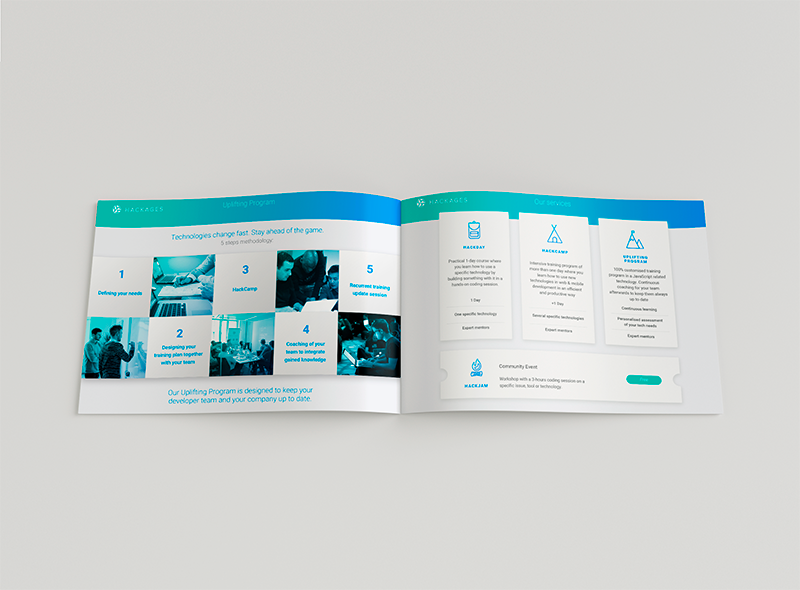 HACKAGES
Uplifting Program
Technologies change fast. Stay ahead of the game.
5 steps methodology
1
Defining your needs
3
HackCamp
5
Recurrent training
update session
2
Designing your
training plan together
with your team
4
Coaching of your
team to integrate
gained knowledge
Our Uplifting Program is designed to keep your
developer team and your company up to date.
HACKAGES
Our services
HACKDAY
Practical 1 day course where
you learn how to use a
specific technology by
building something with it in a
hands-on coding session.
1 Day
One specific technology
Expert mentors
HACKCAMP
Intensive training program of
more than one day where you
learn how to use new
technologies in web & mobile
development in an efficient
and productive way.
+1 Day
Several specific technologies
Expert mentors
UPLIFTING
PROGRAM
100% customised training
program in a JavaScript related
technology. Continuous
coaching for your team
afterwards to keep them always
up to date
Continuous learning
Personalised assessment
of your tech needs
Expert mentors
HACKJAM
Community Event
Workshop with a 3 hours coding session on a
specific issue, tool or technology.